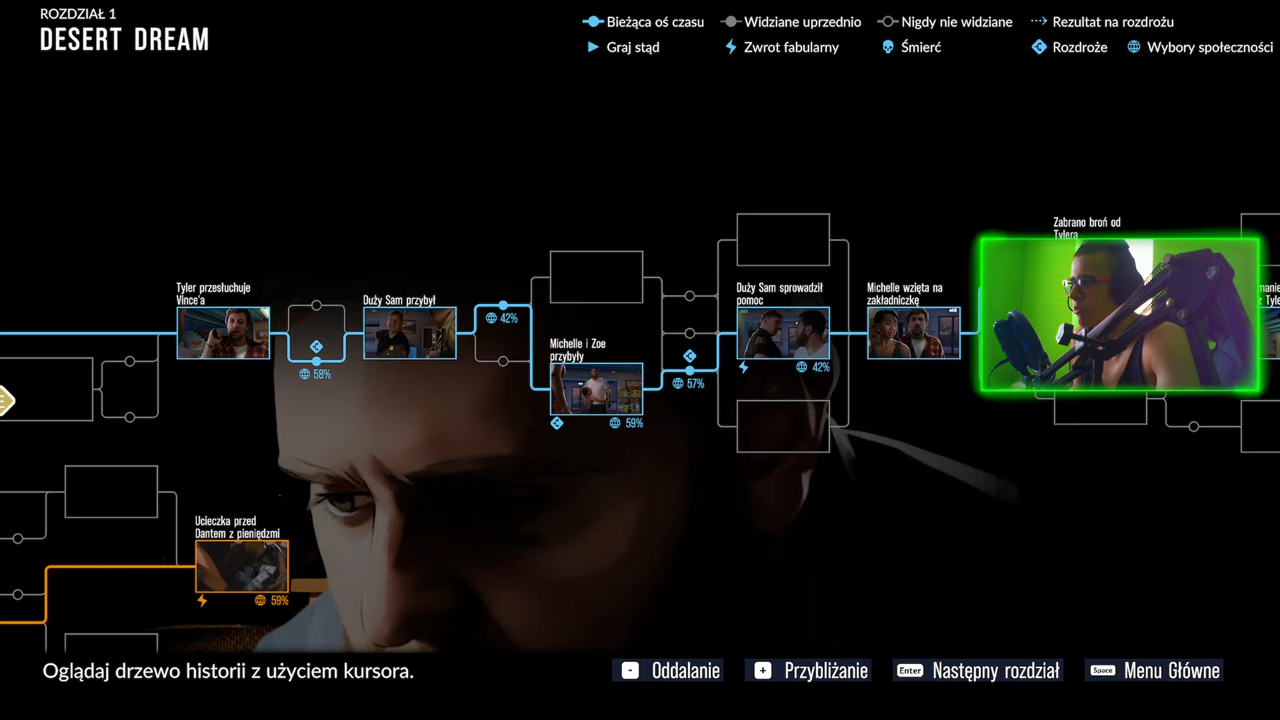 ROZDZIAŁ 1
DESERT DREAM
Bieżąca oś czasu
Widziane uprzednio
Nigdy nie widziane
Rezultat na rozdrożu
Graj stąd
Zwrot fabularny
Śmierć
Rozdroże
Wybory społeczności
Zabrano broń od
Tylera
Tyler przesłuchuje
Vince'a
58%
Duży Sam przybył
42%
Michelle i Zoe
przybyły
59%
57%
Duży Sam sprowadził
pomoc
42%
Michelle wzięta na
zakładniczkę
Ucieczka przed
Dantem z pieniędzmi
59%
Oglądaj drzewo historii z użyciem kursora.
- Oddalanie
+ Przybliżanie
Enter Następny rozdział
Space Menu Główne